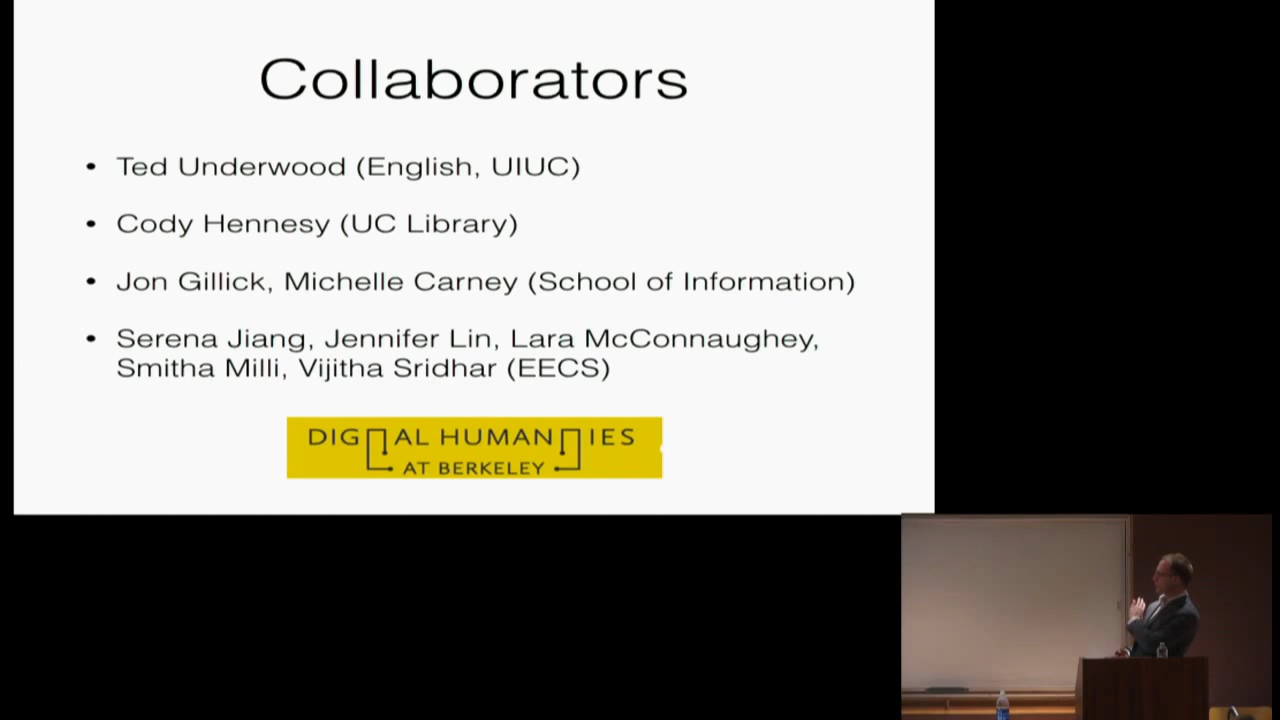 Collaborators
• Ted Underwood (English, UIUC)
• Cody Hennesy (UC Library)
• Jon Gillick, Michelle Carney (School of Information)
• Serena Jiang, Jennifer Lin, Lara McConnaughey,
Smitha Milli, Vijitha Sridhar (EECS)
DIGITAL HUMANITIES
AT BERKELEY